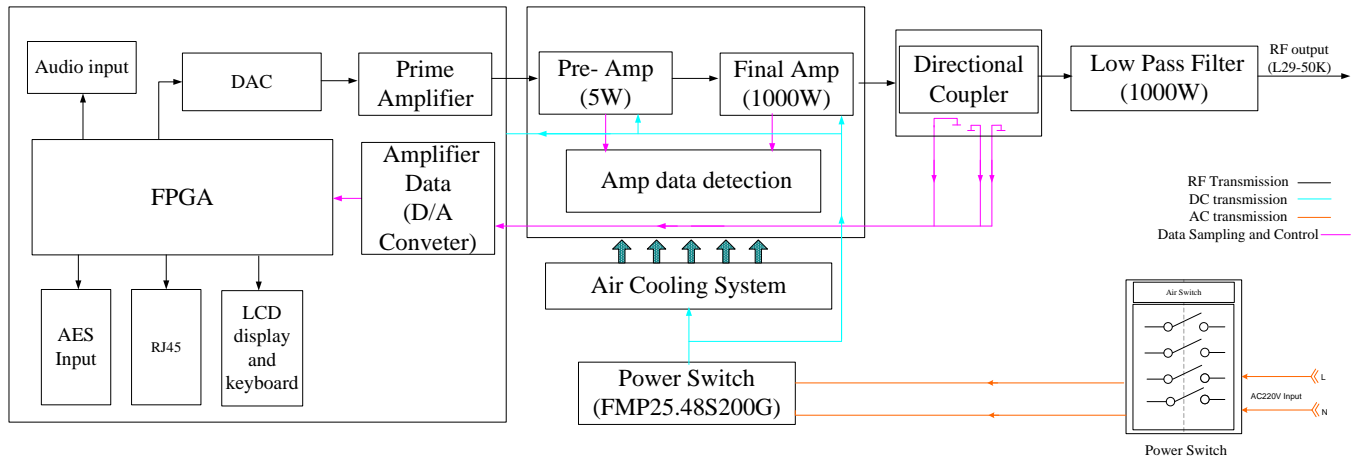 Audio input
DAC
Prime
Amplifier
Pre- Amp
(5W)
Final Amp
(1000W)
Directional
Coupler
Low Pass Filter
(1000W)
RF output
(L29-50K)
FPGA
Amplifier
Data
(D/A
Conveter)
Amp data detection
RF Transmission
DC transmission
AC transmission
Data Sampling and Control
Air Cooling System
AES
Input
RJ45
LCD
display
and
keyboard
Power Switch
(FMP25.48S200G)
Air Switch
L
AC220V Input
N
Power Switch